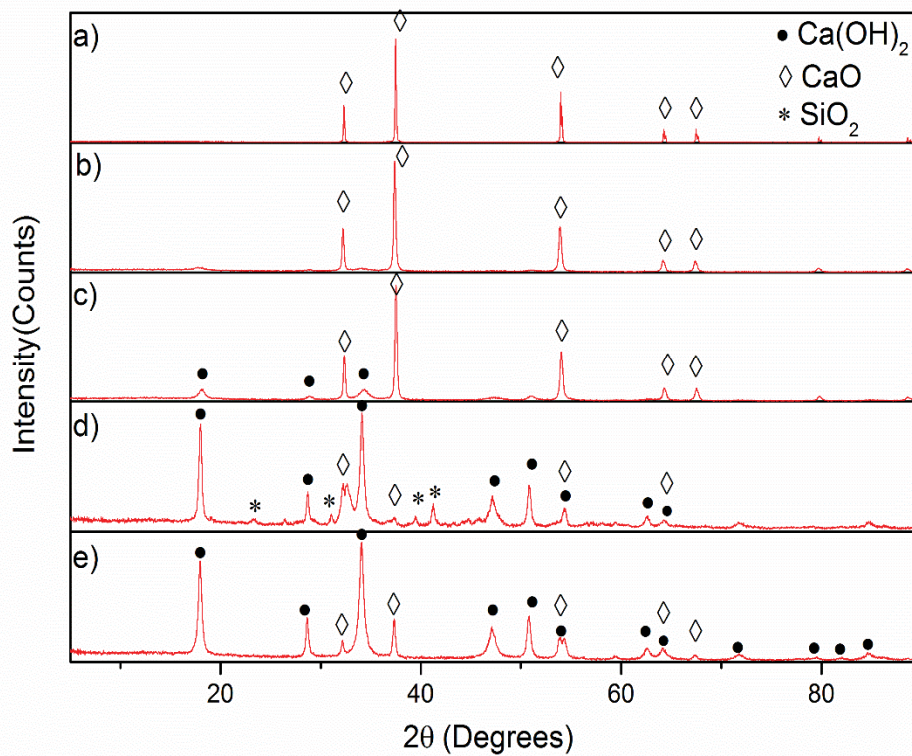 a)
● Ca(OH)₂
◇ CaO
* SiO₂
b)
c)
d)
e)
Intensity(Counts)
20 40 60 80
2θ (Degrees)